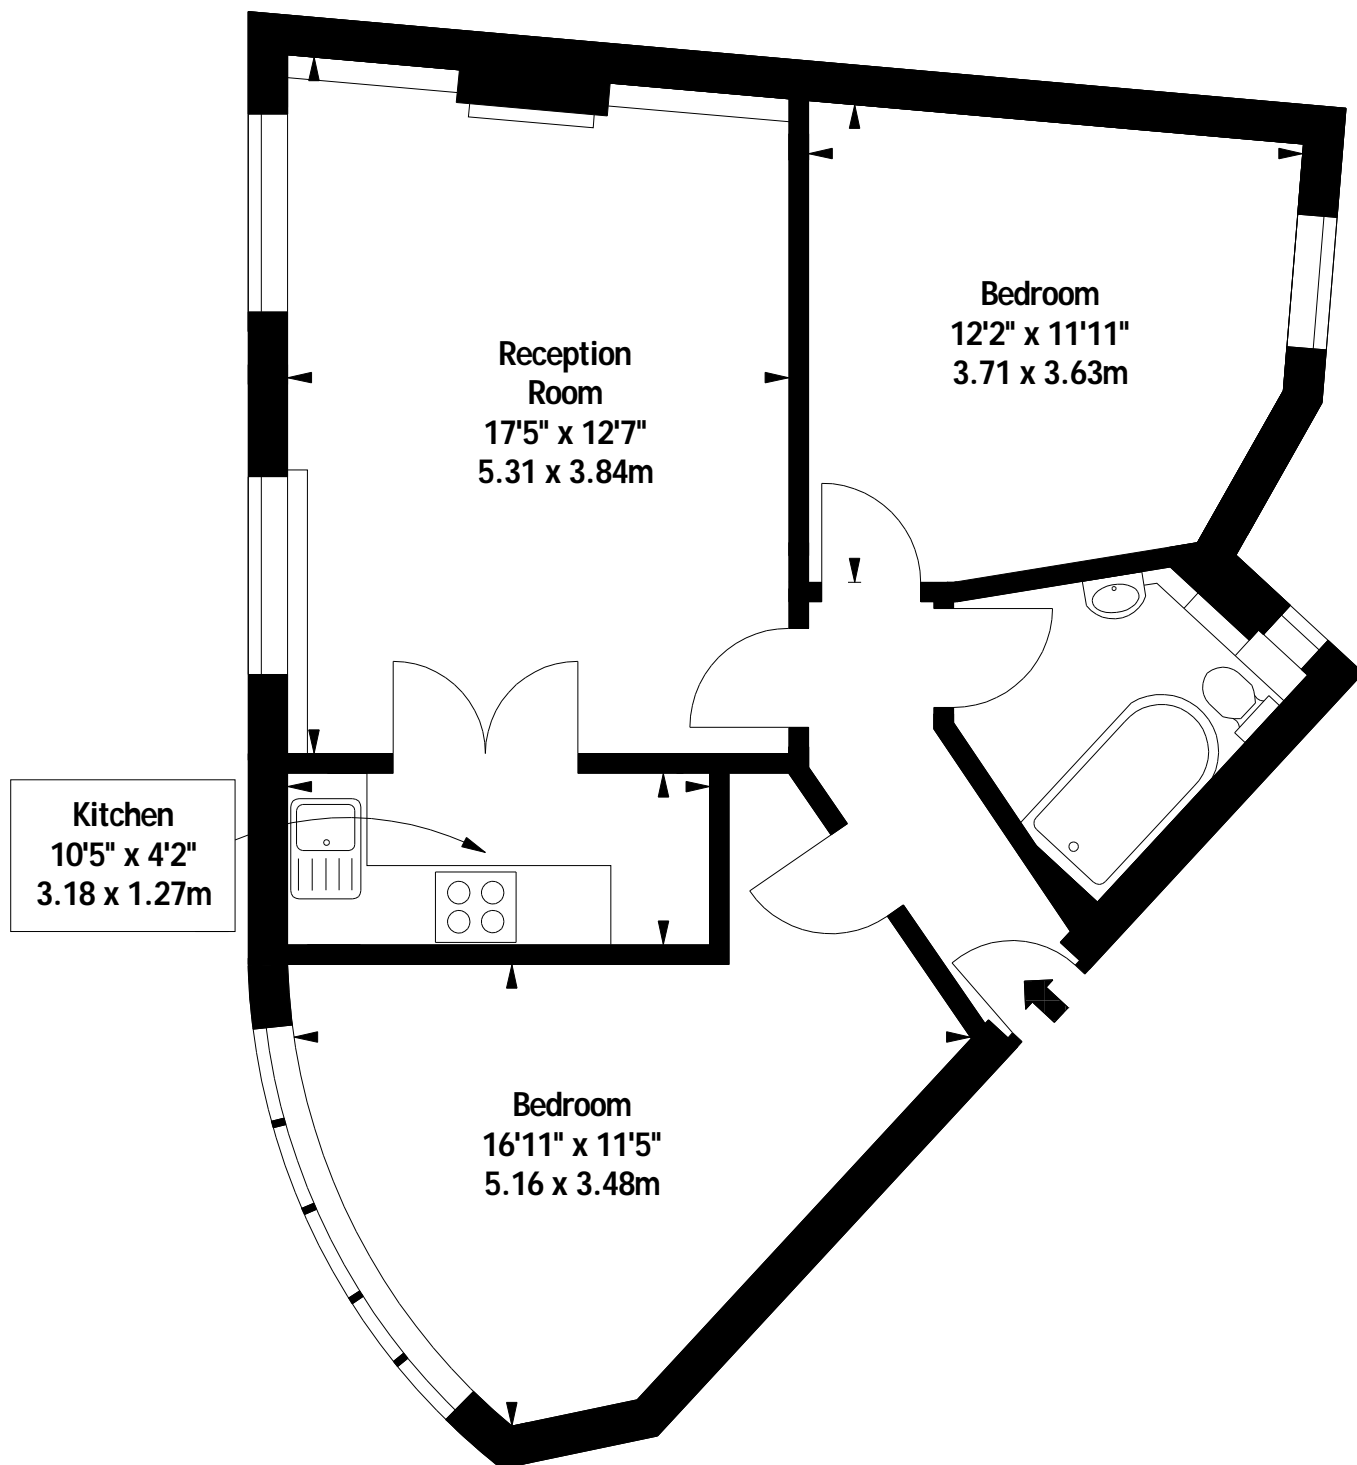 Bedroom
12'2" x 11'11"
3.71 x 3.63m
Reception
Room
17'5" x 12'7"
5.31 x 3.84m
Kitchen
10'5" x 4'2"
3.18 x 1.27m
Bedroom
16'11" x 11'5"
5.16 x 3.48m